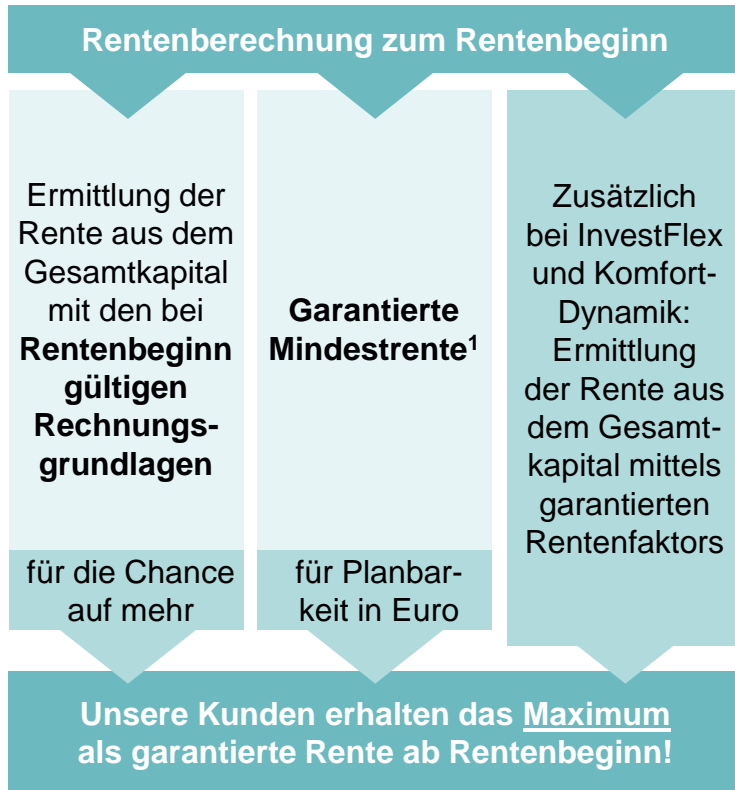 Rentenberechnung zum Rentenbeginn
Ermittlung der
Rente aus dem
Gesamtkapital
mit den bei
Rentenbeginn
gültigen
Rechnungs-
grundlagen
für die Chance
auf mehr
Garantierte
Mindestrente¹
für Planbar-
keit in Euro
Zusätzlich
bei InvestFlex
und Komfort-
Dynamik:
Ermittlung
der Rente aus
dem Gesamt-
kapital mittels
garantierten
Rentenfaktors
Unsere Kunden erhalten das Maximum
als garantierte Rente ab Rentenbeginn!